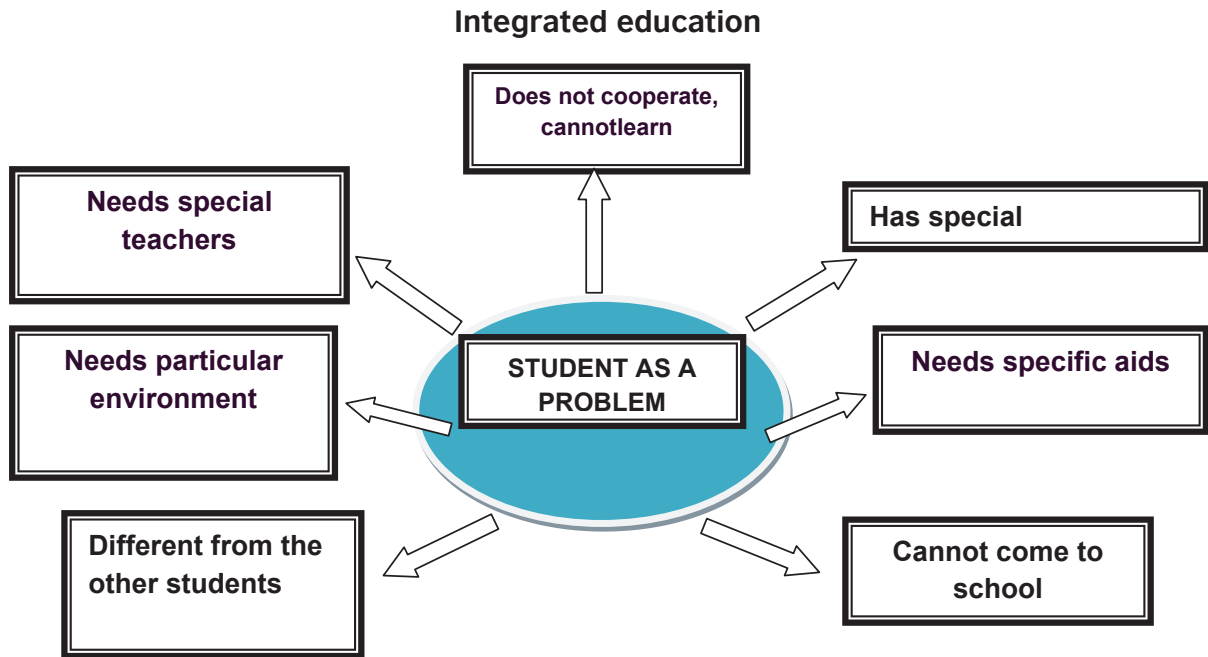 Integrated education
Does not cooperate,
cannotlearn
Needs special
teachers
Has special
STUDENT AS A
PROBLEM
Needs particular
environment
Needs specific aids
Different from the
other students
Cannot come to
school